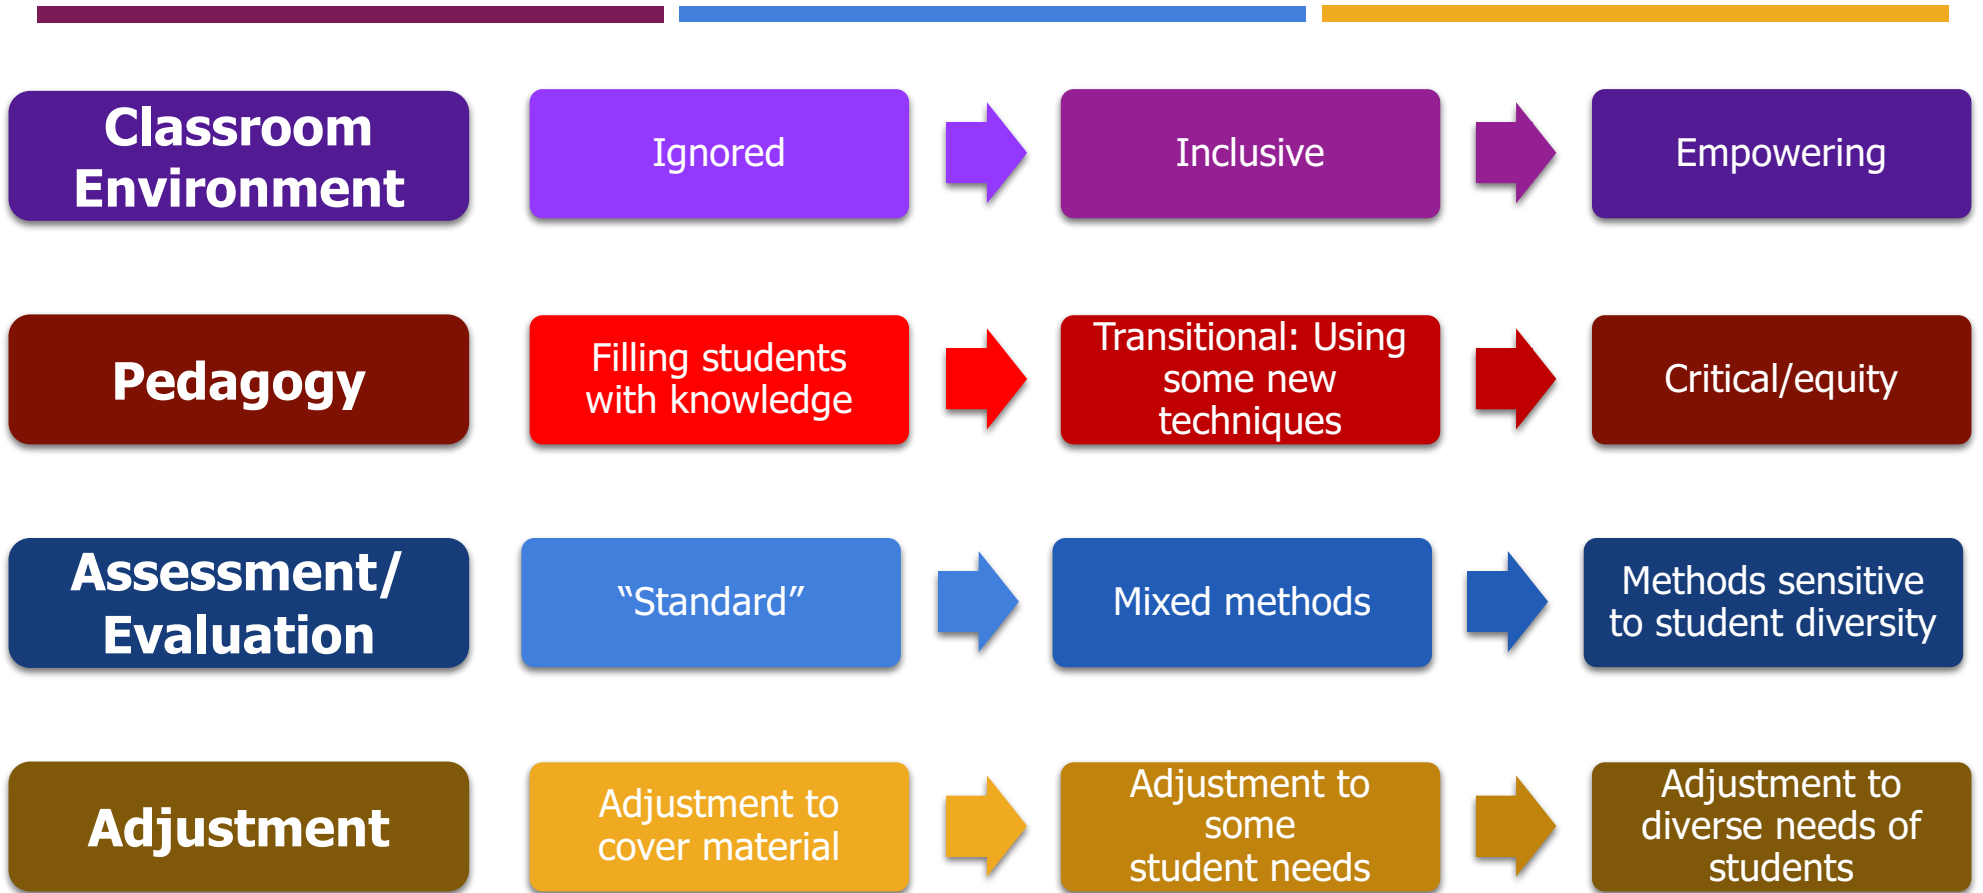 Classroom
Environment
Ignored
Inclusive
Empowering
Pedagogy
Filling students
with knowledge
Transitional: Using
some new
techniques
Critical/equity
Assessment/
Evaluation
“Standard”
Mixed methods
Methods sensitive
to student diversity
Adjustment
Adjustment to
cover material
Adjustment to
some
student needs
Adjustment to
diverse needs of
students